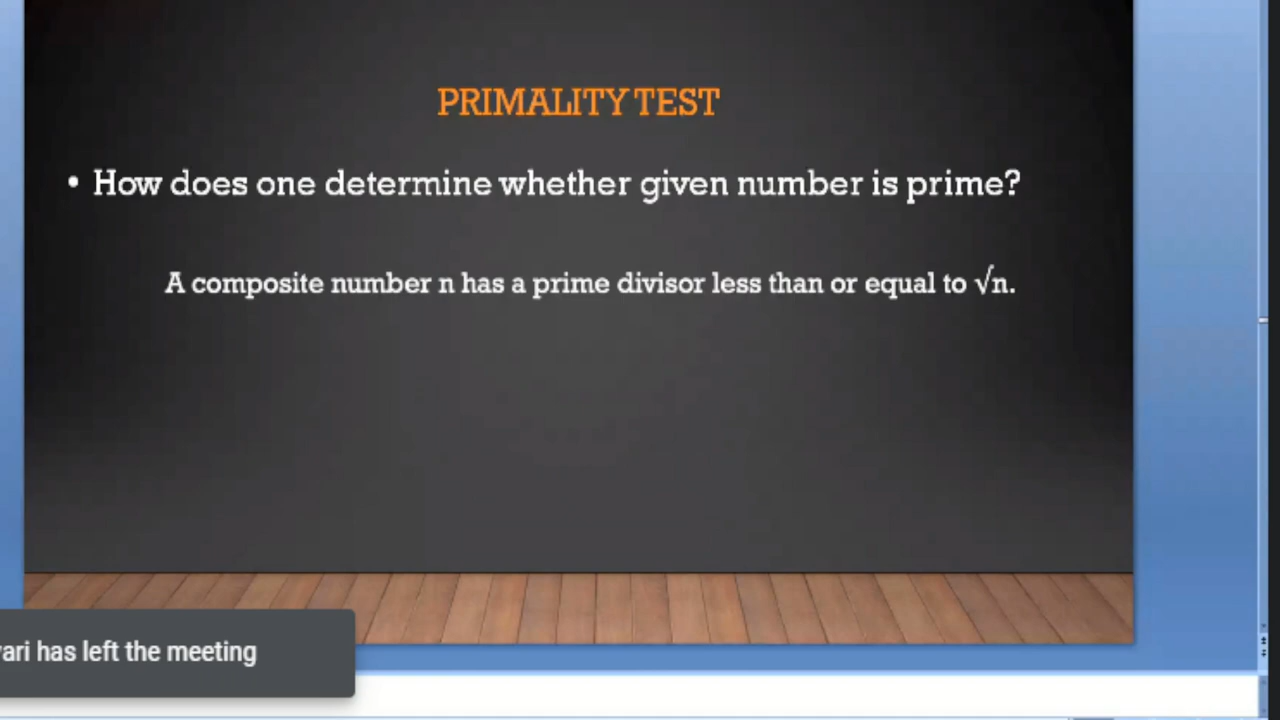 PRIMALITY TEST
• How does one determine whether given number is prime?
A composite number n has a prime divisor less than or equal to √n.
has left the meeting